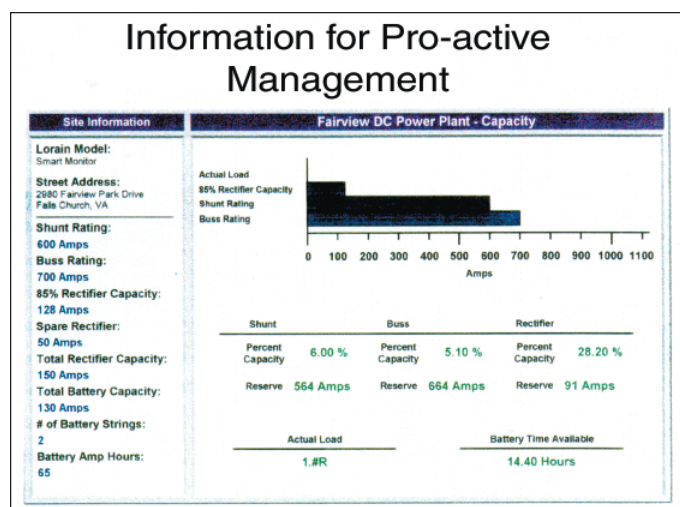 Information for Pro-active
Management
Site Information
Lorain Model:
Smart Monitor
Street Address:
2980 Fairview Park Drive
Falls Church, VA
Shunt Rating:
600 Amps
Buss Rating:
700 Amps
85% Rectifier Capacity:
128 Amps
Spare Rectifier:
50 Amps
Total Rectifier Capacity:
150 Amps
Total Battery Capacity:
130 Amps
# of Battery Strings:
2
Battery Amp Hours:
65
Fairview DC Power Plant - Capacity
Actual Load
85% Rectifier Capacity
Shunt Rating
Buss Rating
0 100 200 300 400 500 600 700 800 900 1000 1100
Amps
Shunt Buss Rectifier
Percent Capacity 6.00 % Percent Capacity 5.10 % Percent Capacity 28.20 %
Reserve 564 Amps Reserve 664 Amps Reserve 91 Amps
Actual Load Battery Time Available
1.#R 14.40 Hours